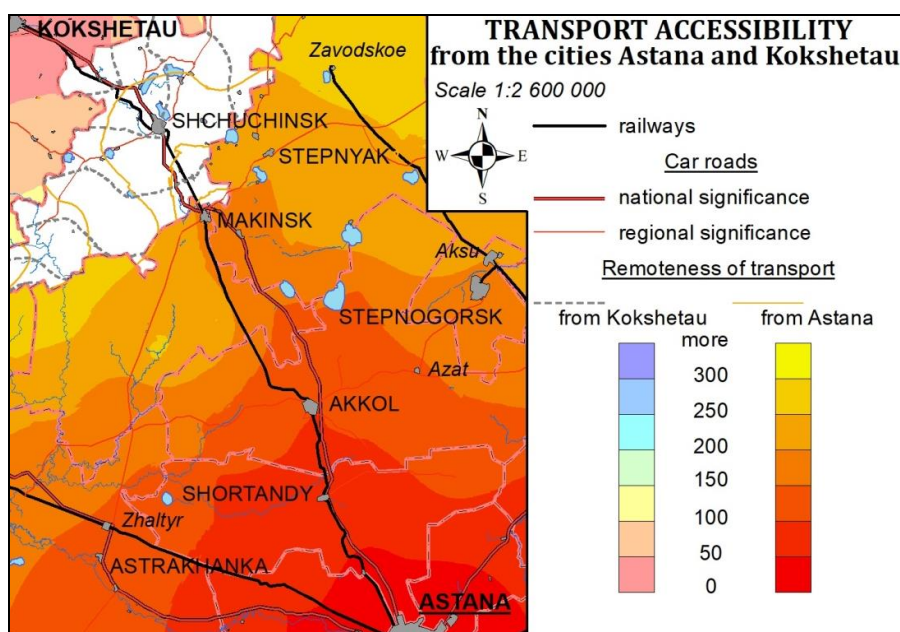 KOKSHETAU
Zavodskoe
SHCHUCHINSK
STEPNYAK
MAKINSK
Aksu
STEPNOGORSK
Azat
AKKOL
SHORTANDY
Zhaltyr
ASTRAKHANKA
ASTANA
TRANSPORT ACCESSIBILITY
from the cities Astana and Kokshetau
Scale 1:2 600 000
N
W E
S
railways
Car roads
national significance
regional significance
Remoteness of transport
from Kokshetau from Astana
more
300
250
200
150
100
50
0